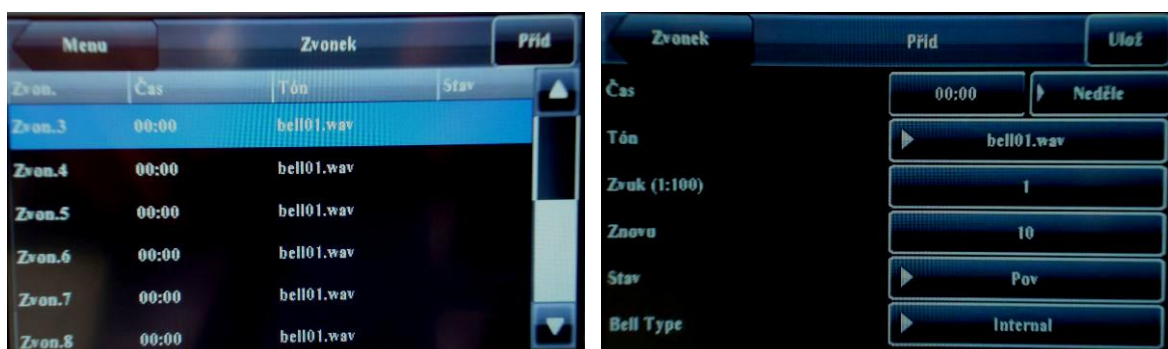 Menu Zvonek Příd
Zvon. Čas Tón Stav
Zvon.3 00:00 bell01.wav
Zvon.4 00:00 bell01.wav
Zvon.5 00:00 bell01.wav
Zvon.6 00:00 bell01.wav
Zvon.7 00:00 bell01.wav
Zvon.8 00:00 bell01.wav
Zvonek Příd Ulož
Čas 00:00 Neděle
Tón bell01.wav
Zvuk (1:100) 1
Znovu 10
Stav Pov
Bell Type Internal